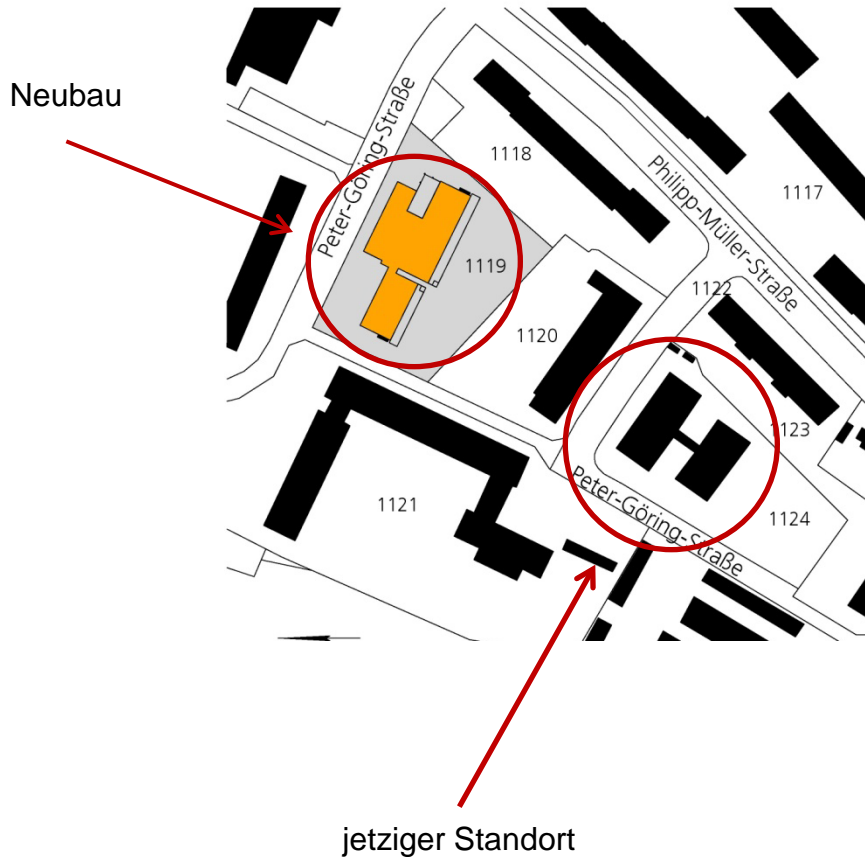 Neubau
Peter-Göring-Straße
1118
Philipp-Müller-Straße
1117
1119
1122
1120
1123
1121
Peter-Göring-Straße
1124
jetziger Standort